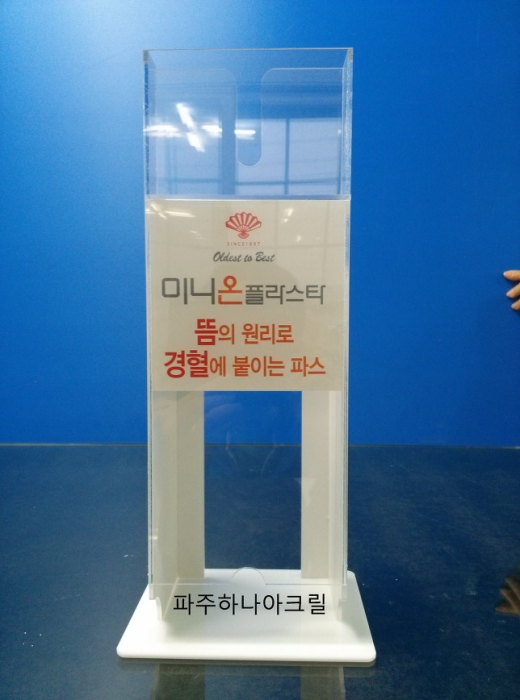 SINCE1897
Oldest to Best
미니온플라스타
뜸의 원리로
경혈에 붙이는 파스
파주하나아크릴